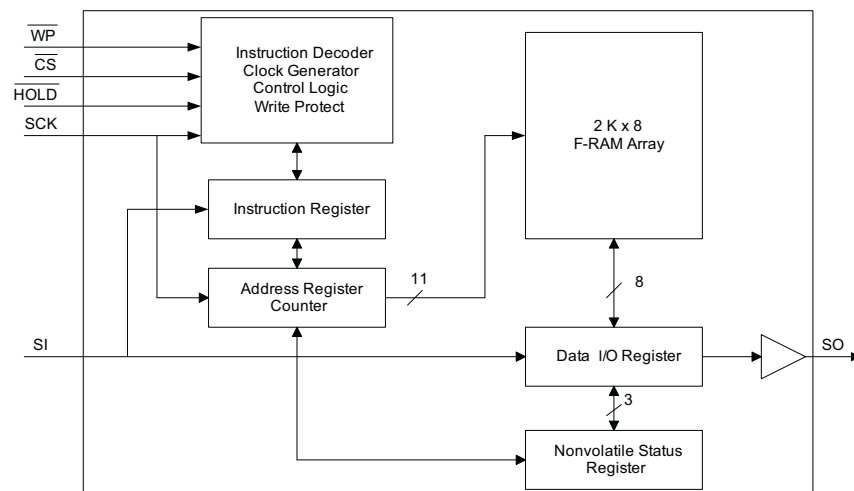 WP
CS
HOLD
SCK
Instruction Decoder
Clock Generator
Control Logic
Write Protect
2 K x 8
F-RAM Array
Instruction Register
Address Register
Counter
11
8
SI
Data I/O Register
SO
3
Nonvolatile Status
Register